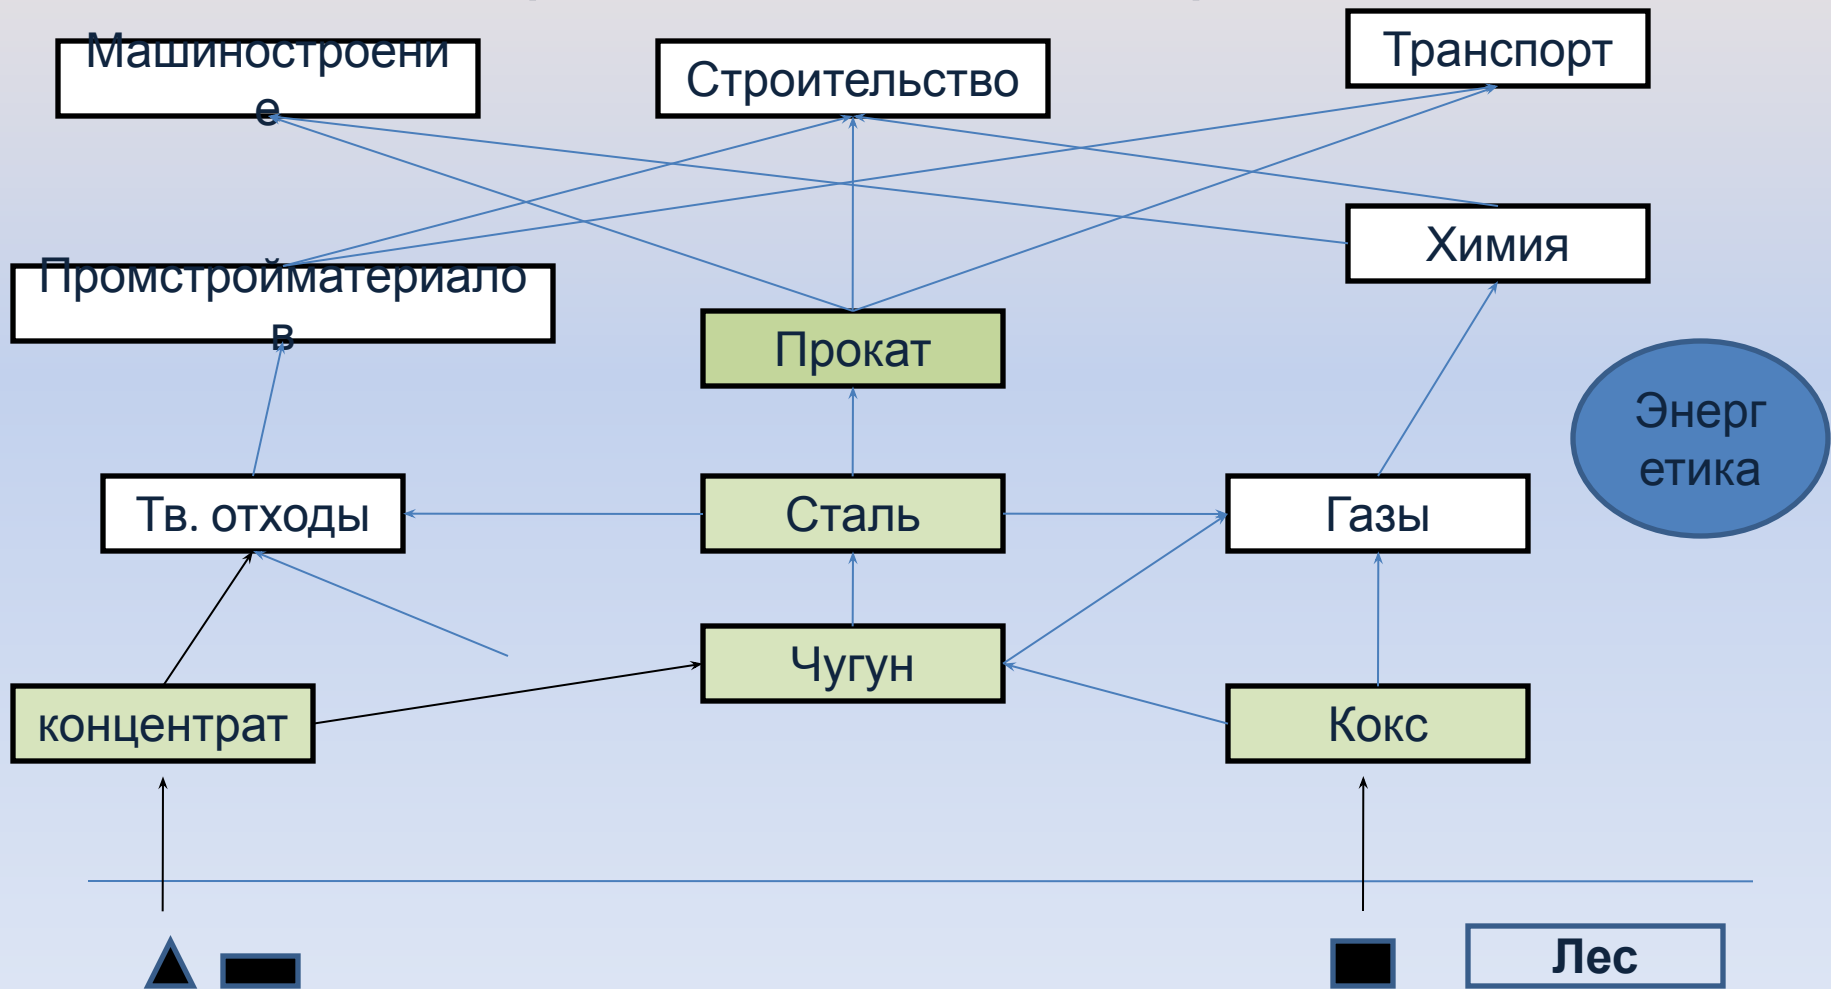 Машиностроени
е
Строительство
Транспорт
Химия
Промстройматериало
в
Прокат
Энерг
етика
Тв. отходы
Сталь
Газы
Чугун
концентрат
Кокс
Лес